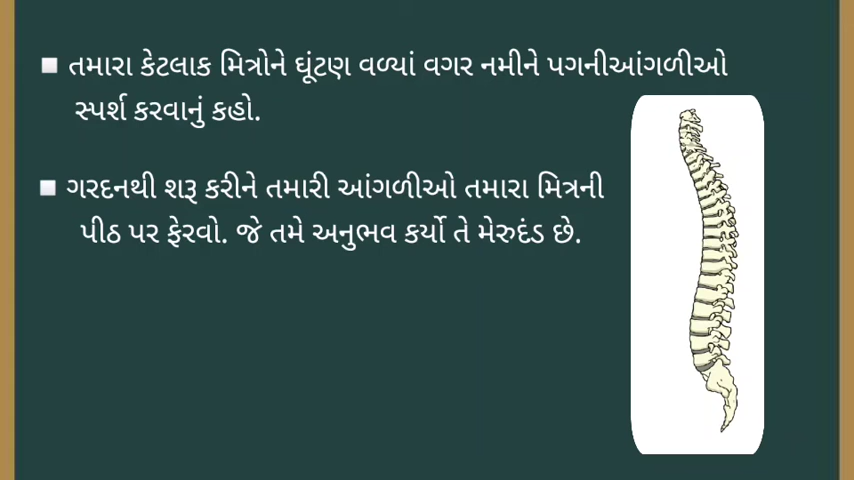 તમારા કેટલાક મિત્રોને ઘૂંટણ વળ્યાં વગર નમીને પગનીઆંગળીઓ
સ્પર્શ કરવાનું કહો.
ગરદનથી શરૂ કરીને તમારી આંગળીઓ તમારા મિત્રની
પીઠ પર ફેરવો. જે તમે અનુભવ કર્યો તે મેરુદંડ છે.